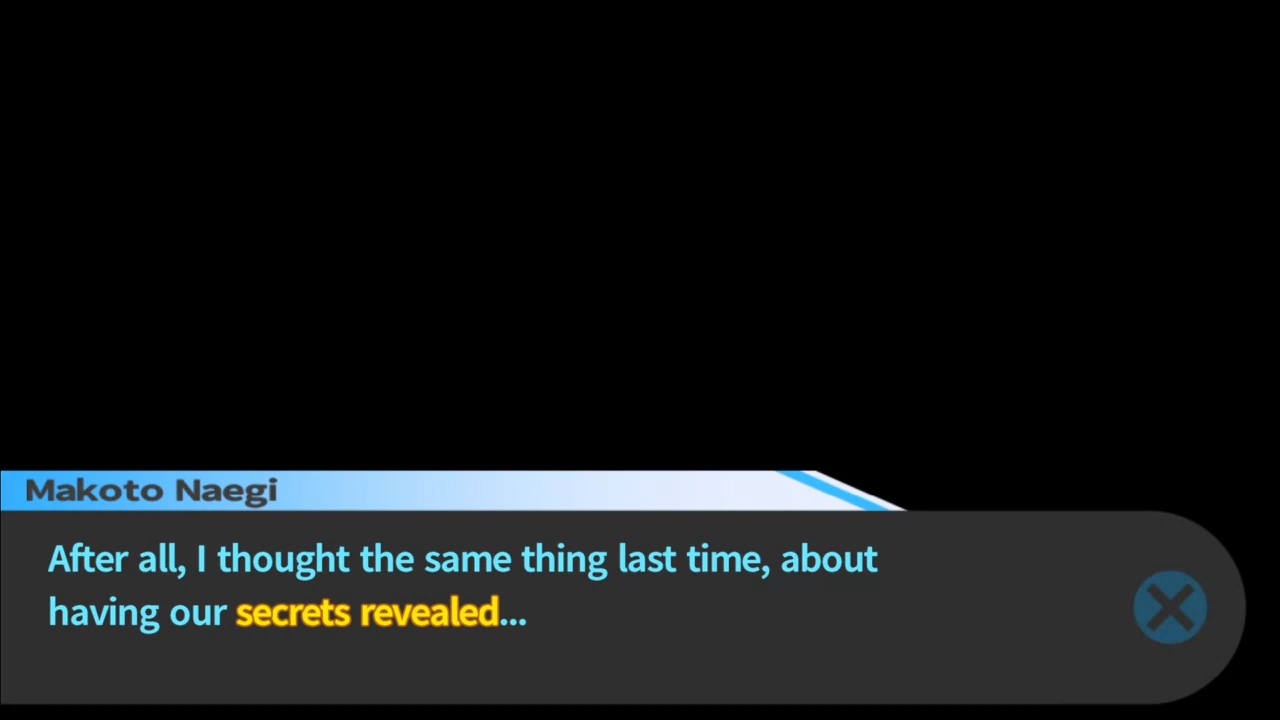 Makoto Naegi
After all, I thought the same thing last time, about
having our secrets revealed...